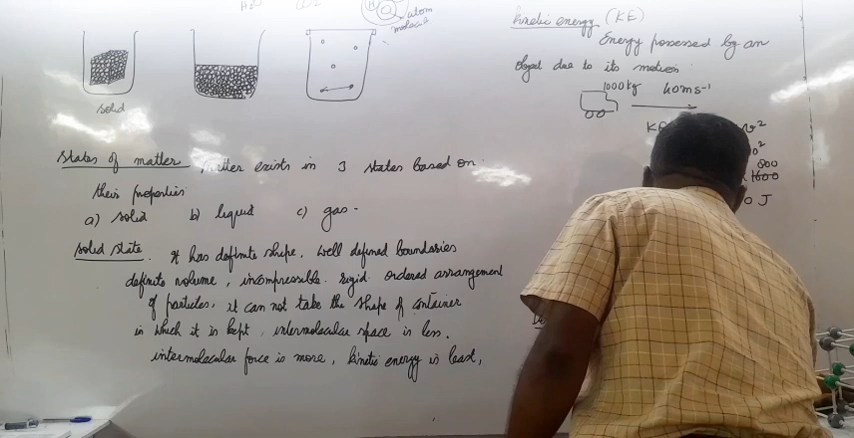 H
atom
molecule
solid
States of matter. Matter exists in 3 states based on
their properties
a) solid b) liquid c) gas.
solid state. It has definite shape, well defined boundaries
definite volume, incompressible. rigid. ordered arrangement
of particles, it can not take the shape of container
in which it is kept, intermolecular space is less.
intermolecular force is more, kinetic energy is least,
kinetic energy (KE)
Energy possessed by an
object due to its motion
1000kg 40ms⁻¹
KE
v²
0²
800
1600
0 J